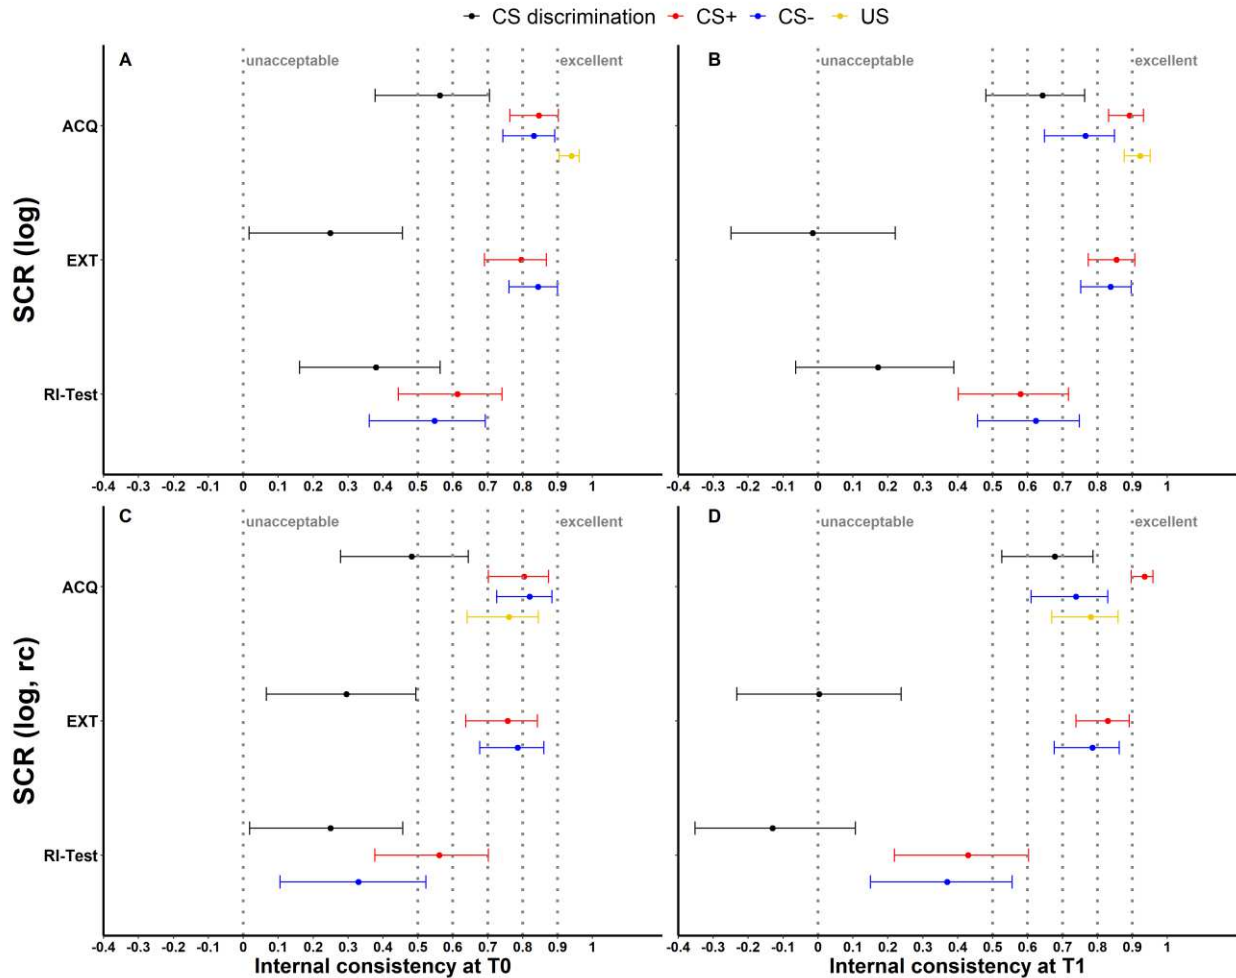 CS discrimination CS+ CS- US
A
unacceptable
excellent
ACQ
EXT
RI-Test
SCR (log)
-0.4 -0.3 -0.2 -0.1 0 0.1 0.2 0.3 0.4 0.5 0.6 0.7 0.8 0.9 1
B
unacceptable
excellent
-0.4 -0.3 -0.2 -0.1 0 0.1 0.2 0.3 0.4 0.5 0.6 0.7 0.8 0.9 1
C
unacceptable
excellent
ACQ
EXT
RI-Test
SCR (log, rc)
-0.4 -0.3 -0.2 -0.1 0 0.1 0.2 0.3 0.4 0.5 0.6 0.7 0.8 0.9 1
Internal consistency at T0
D
unacceptable
excellent
-0.4 -0.3 -0.2 -0.1 0 0.1 0.2 0.3 0.4 0.5 0.6 0.7 0.8 0.9 1
Internal consistency at T1